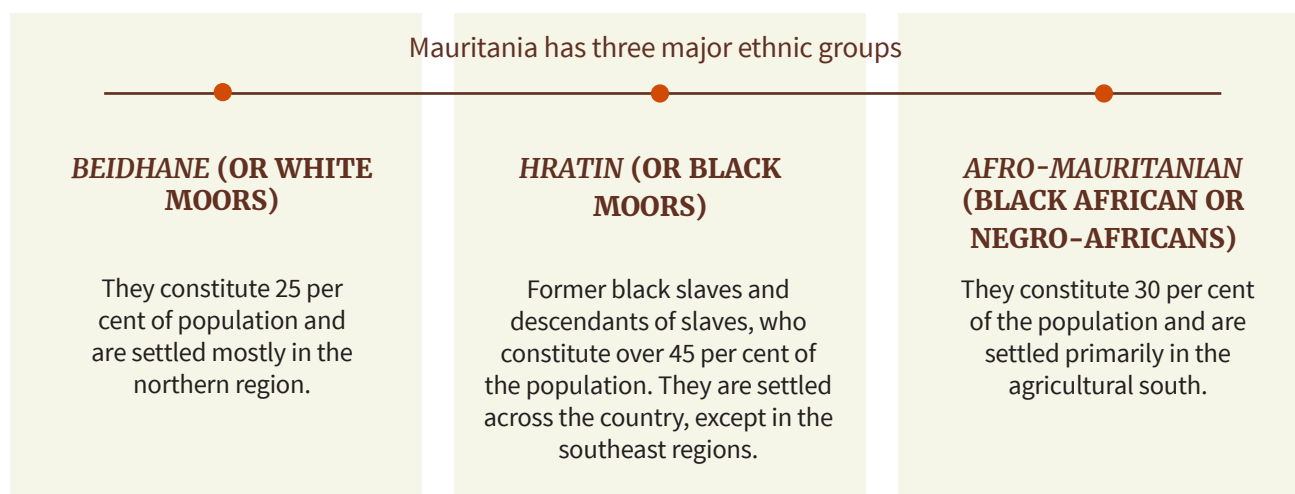 Mauritania has three major ethnic groups
BEIDHANE (OR WHITE
MOORS)
They constitute 25 per
cent of population and
are settled mostly in the
northern region.
HRATIN (OR BLACK
MOORS)
Former black slaves and
descendants of slaves, who
constitute over 45 per cent of
the population. They are settled
across the country, except in the
southeast regions.
AFRO-MAURITANIAN
(BLACK AFRICAN OR
NEGRO-AFRICANS)
They constitute 30 per cent
of the population and are
settled primarily in the
agricultural south.